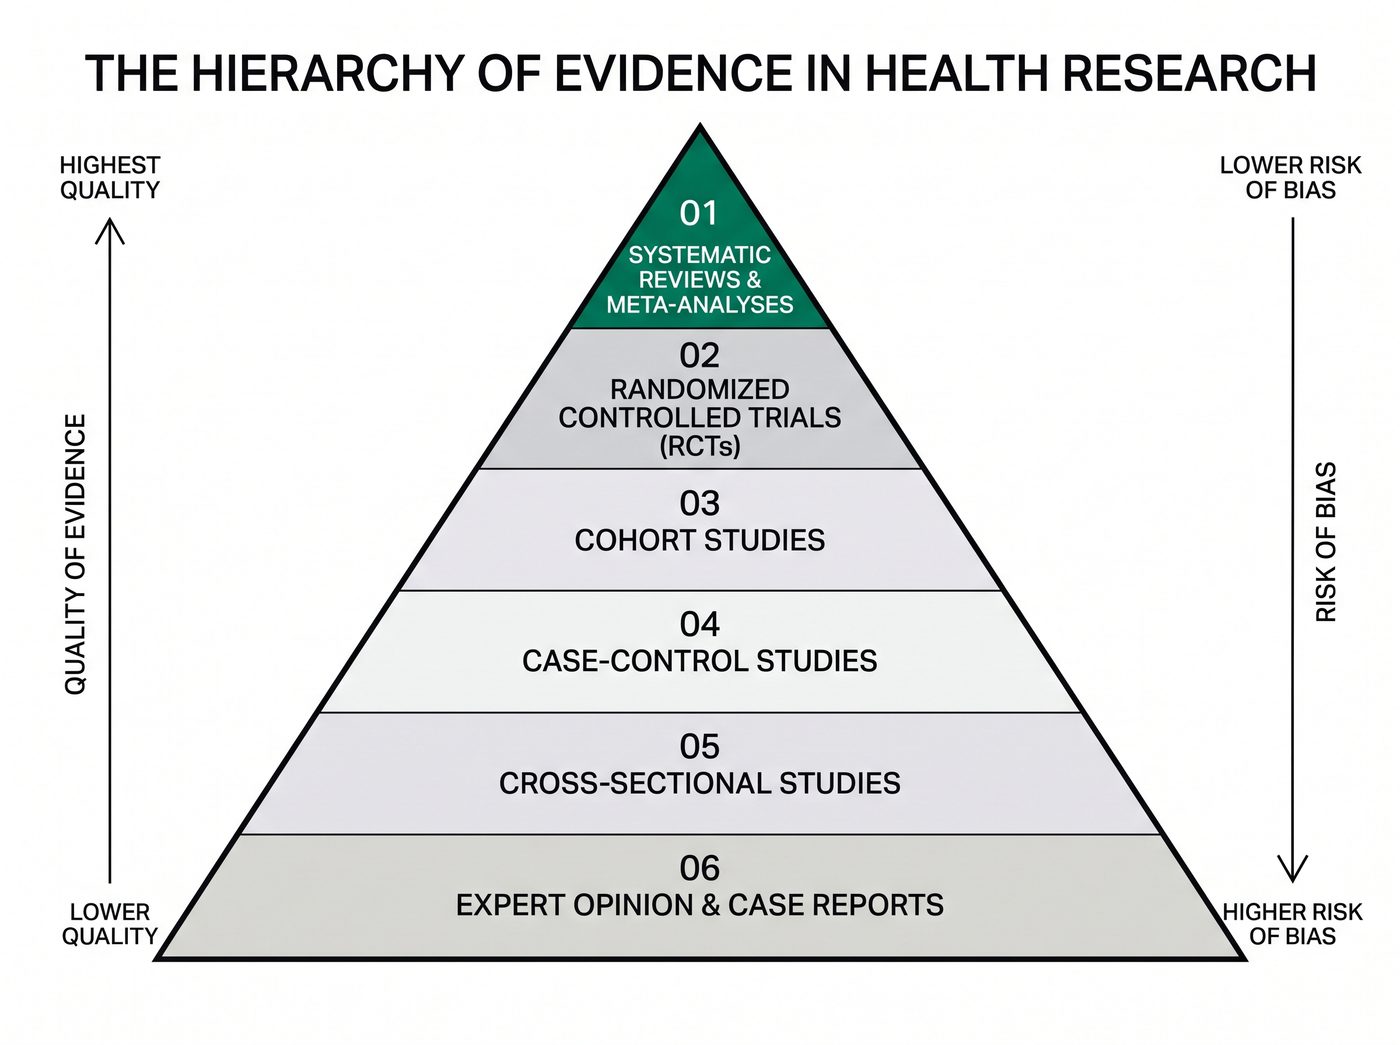 THE HIERARCHY OF EVIDENCE IN HEALTH RESEARCH
HIGHEST
QUALITY
LOWER RISK
OF BIAS
01
SYSTEMATIC
REVIEWS &
META-ANALYSES
02
RANDOMIZED
CONTROLLED TRIALS
(RCTs)
QUALITY OF EVIDENCE
RISK OF BIAS
03
COHORT STUDIES
04
CASE-CONTROL STUDIES
05
CROSS-SECTIONAL STUDIES
06
EXPERT OPINION & CASE REPORTS
LOWER
QUALITY
HIGHER RISK
OF BIAS